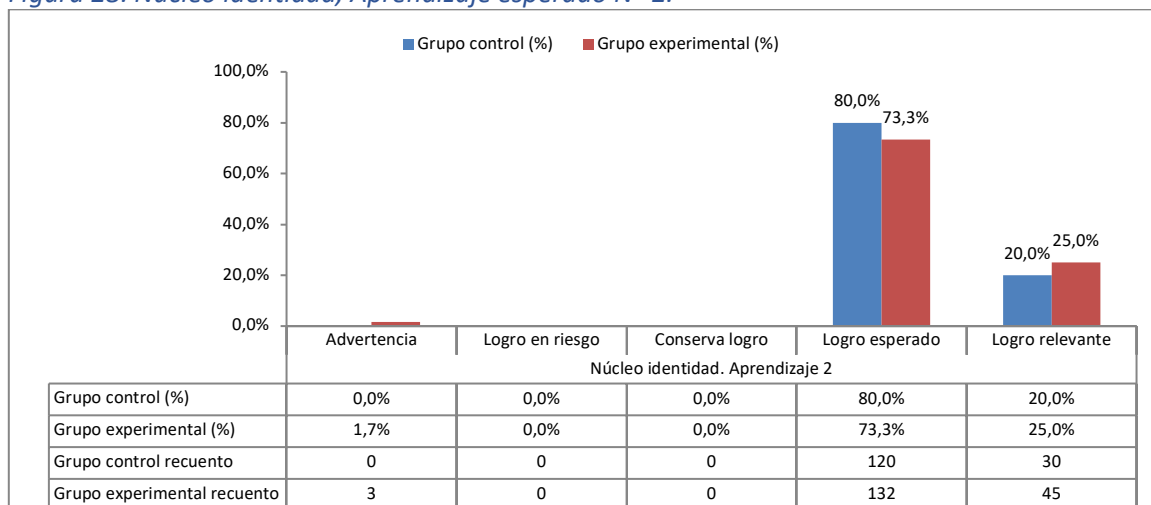 Grupo control (%) Grupo experimental (%)
100,0%
80,0%
60,0%
40,0%
20,0%
0,0%
80,0%
73,3%
20,0%
25,0%
Advertencia Logro en riesgo Conserva logro Logro esperado Logro relevante
Núcleo identidad. Aprendizaje 2
Grupo control (%) 0,0% 0,0% 0,0% 80,0% 20,0%
Grupo experimental (%) 1,7% 0,0% 0,0% 73,3% 25,0%
Grupo control recuento 0 0 0 120 30
Grupo experimental recuento 3 0 0 132 45